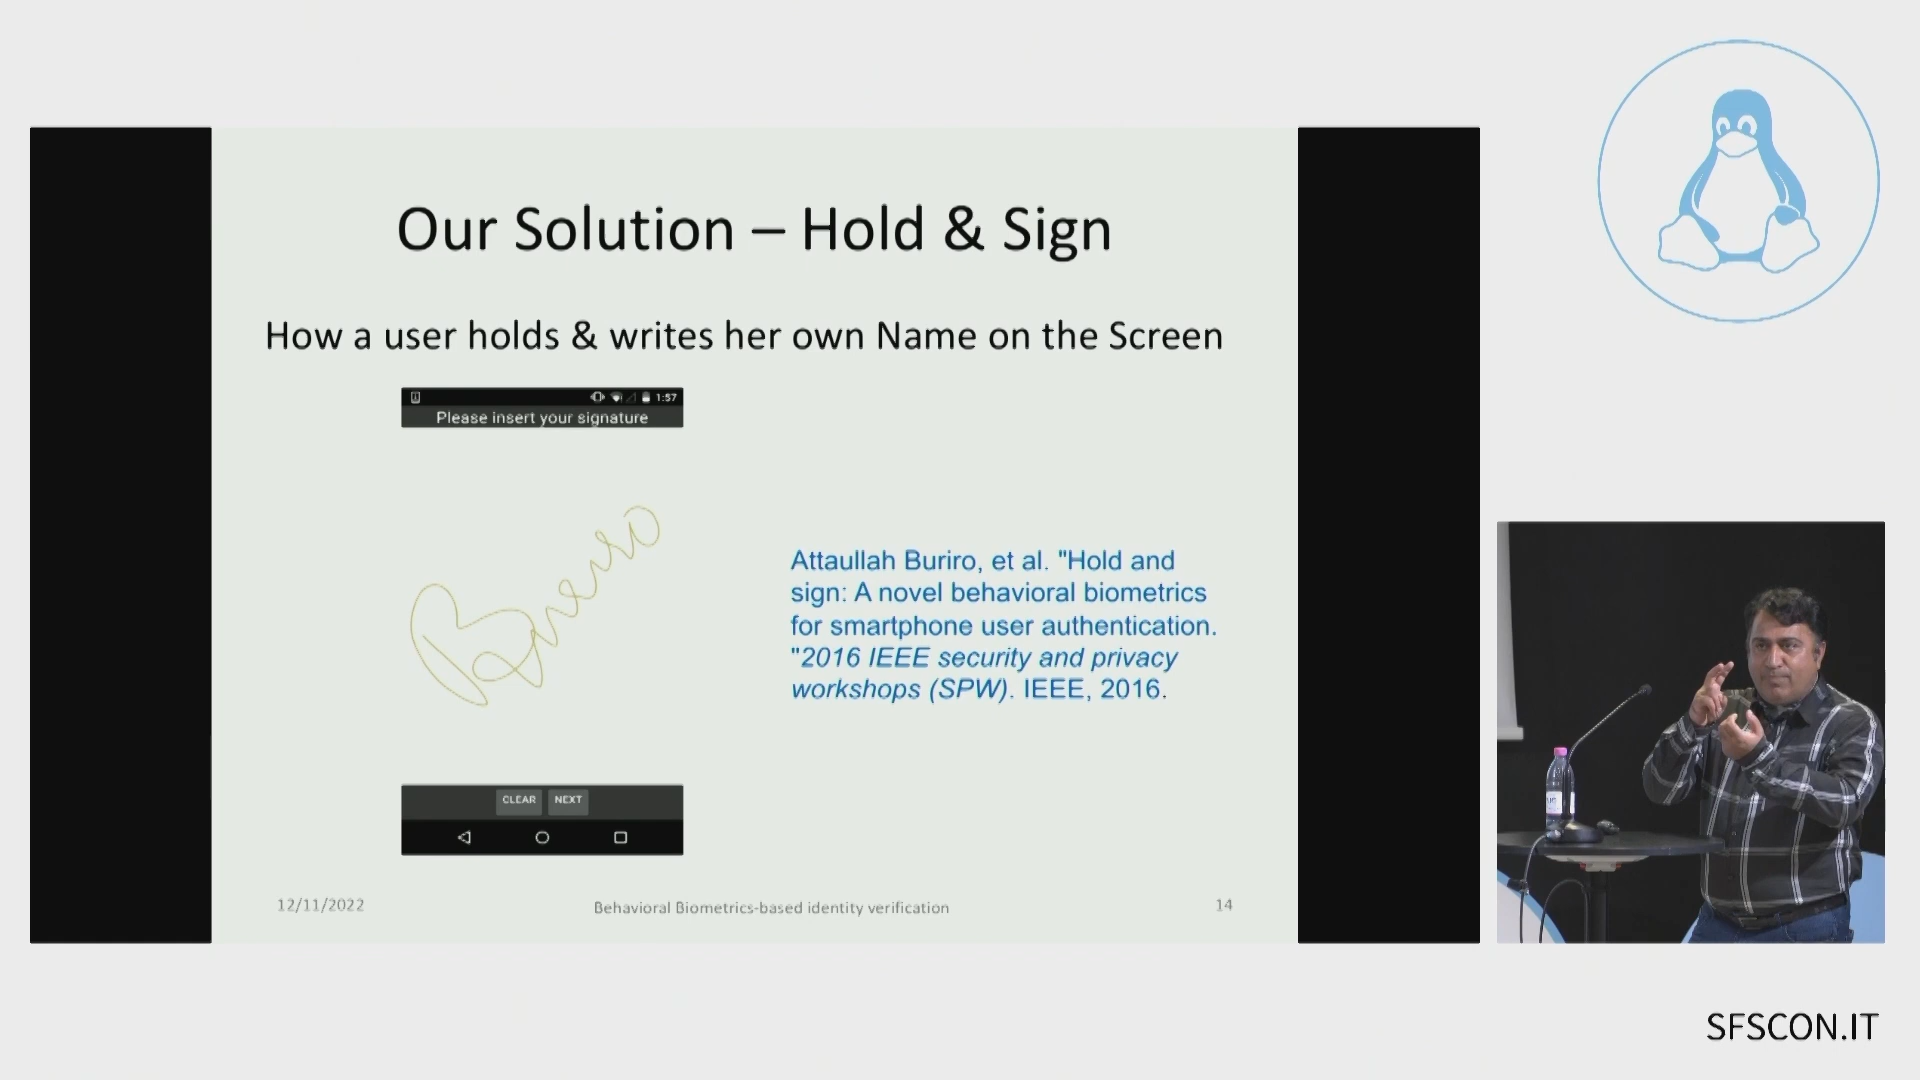 Our Solution – Hold & Sign
How a user holds & writes her own Name on the Screen
1:57
Please insert your signature
Buriro
Attaullah Buriro, et al. "Hold and
sign: A novel behavioral biometrics
for smartphone user authentication.
"2016 IEEE security and privacy
workshops (SPW). IEEE, 2016.
CLEAR NEXT
12/11/2022
Behavioral Biometrics-based identity verification
14
SFSCON.IT